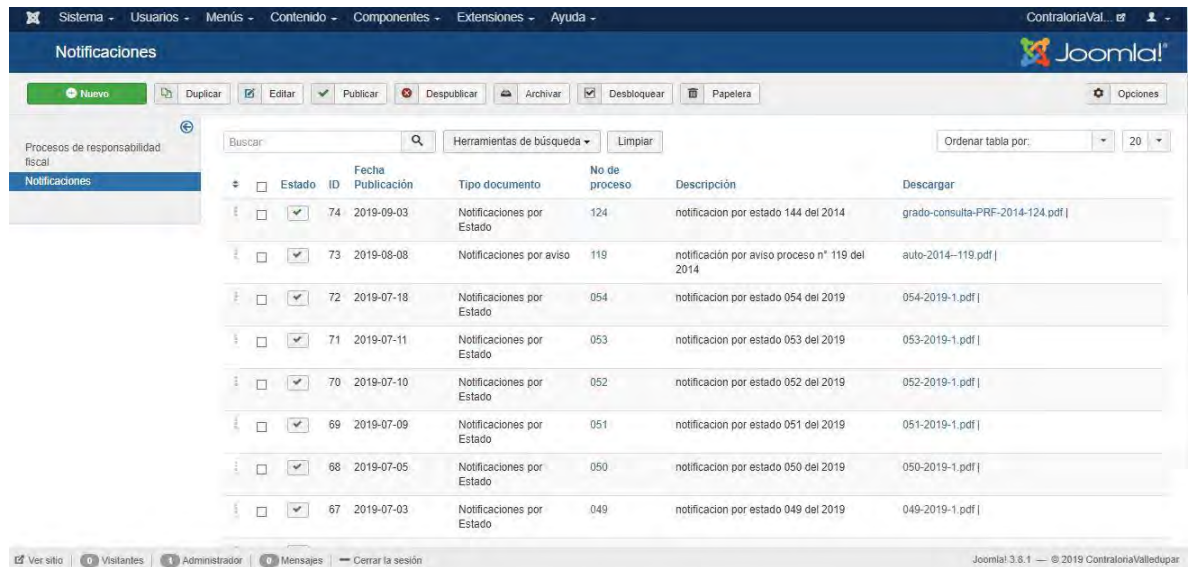 Sistema Usuarios Menús Contenido Componentes Extensiones Ayuda ContraloriaVal...
Notificaciones Joomla!®
Nuevo Duplicar Editar Publicar Despublicar Archivar Desbloquear Papelera Opciones
Procesos de responsabilidad
fiscal
Notificaciones
Buscar Herramientas de búsqueda Limpiar Ordenar tabla por: 20
Estado ID Fecha Publicación Tipo documento No de proceso Descripción Descargar
74 2019-09-03 Notificaciones por Estado 124 notificacion por estado 144 del 2014 grado-consulta-PRF-2014-124.pdf |
73 2019-08-08 Notificaciones por aviso 119 notificación por aviso proceso n° 119 del 2014 auto-2014--119.pdf |
72 2019-07-18 Notificaciones por Estado 054 notificacion por estado 054 del 2019 054-2019-1.pdf |
71 2019-07-11 Notificaciones por Estado 053 notificacion por estado 053 del 2019 053-2019-1.pdf |
70 2019-07-10 Notificaciones por Estado 052 notificacion por estado 052 del 2019 052-2019-1.pdf |
69 2019-07-09 Notificaciones por Estado 051 notificacion por estado 051 del 2019 051-2019-1.pdf |
68 2019-07-05 Notificaciones por Estado 050 notificacion por estado 050 del 2019 050-2019-1.pdf |
67 2019-07-03 Notificaciones por Estado 049 notificacion por estado 049 del 2019 049-2019-1.pdf |
Ver sitio 0 Visitantes 1 Administrador 0 Mensajes Cerrar la sesión Joomla! 3.8.1 — © 2019 ContraloriaValledupar